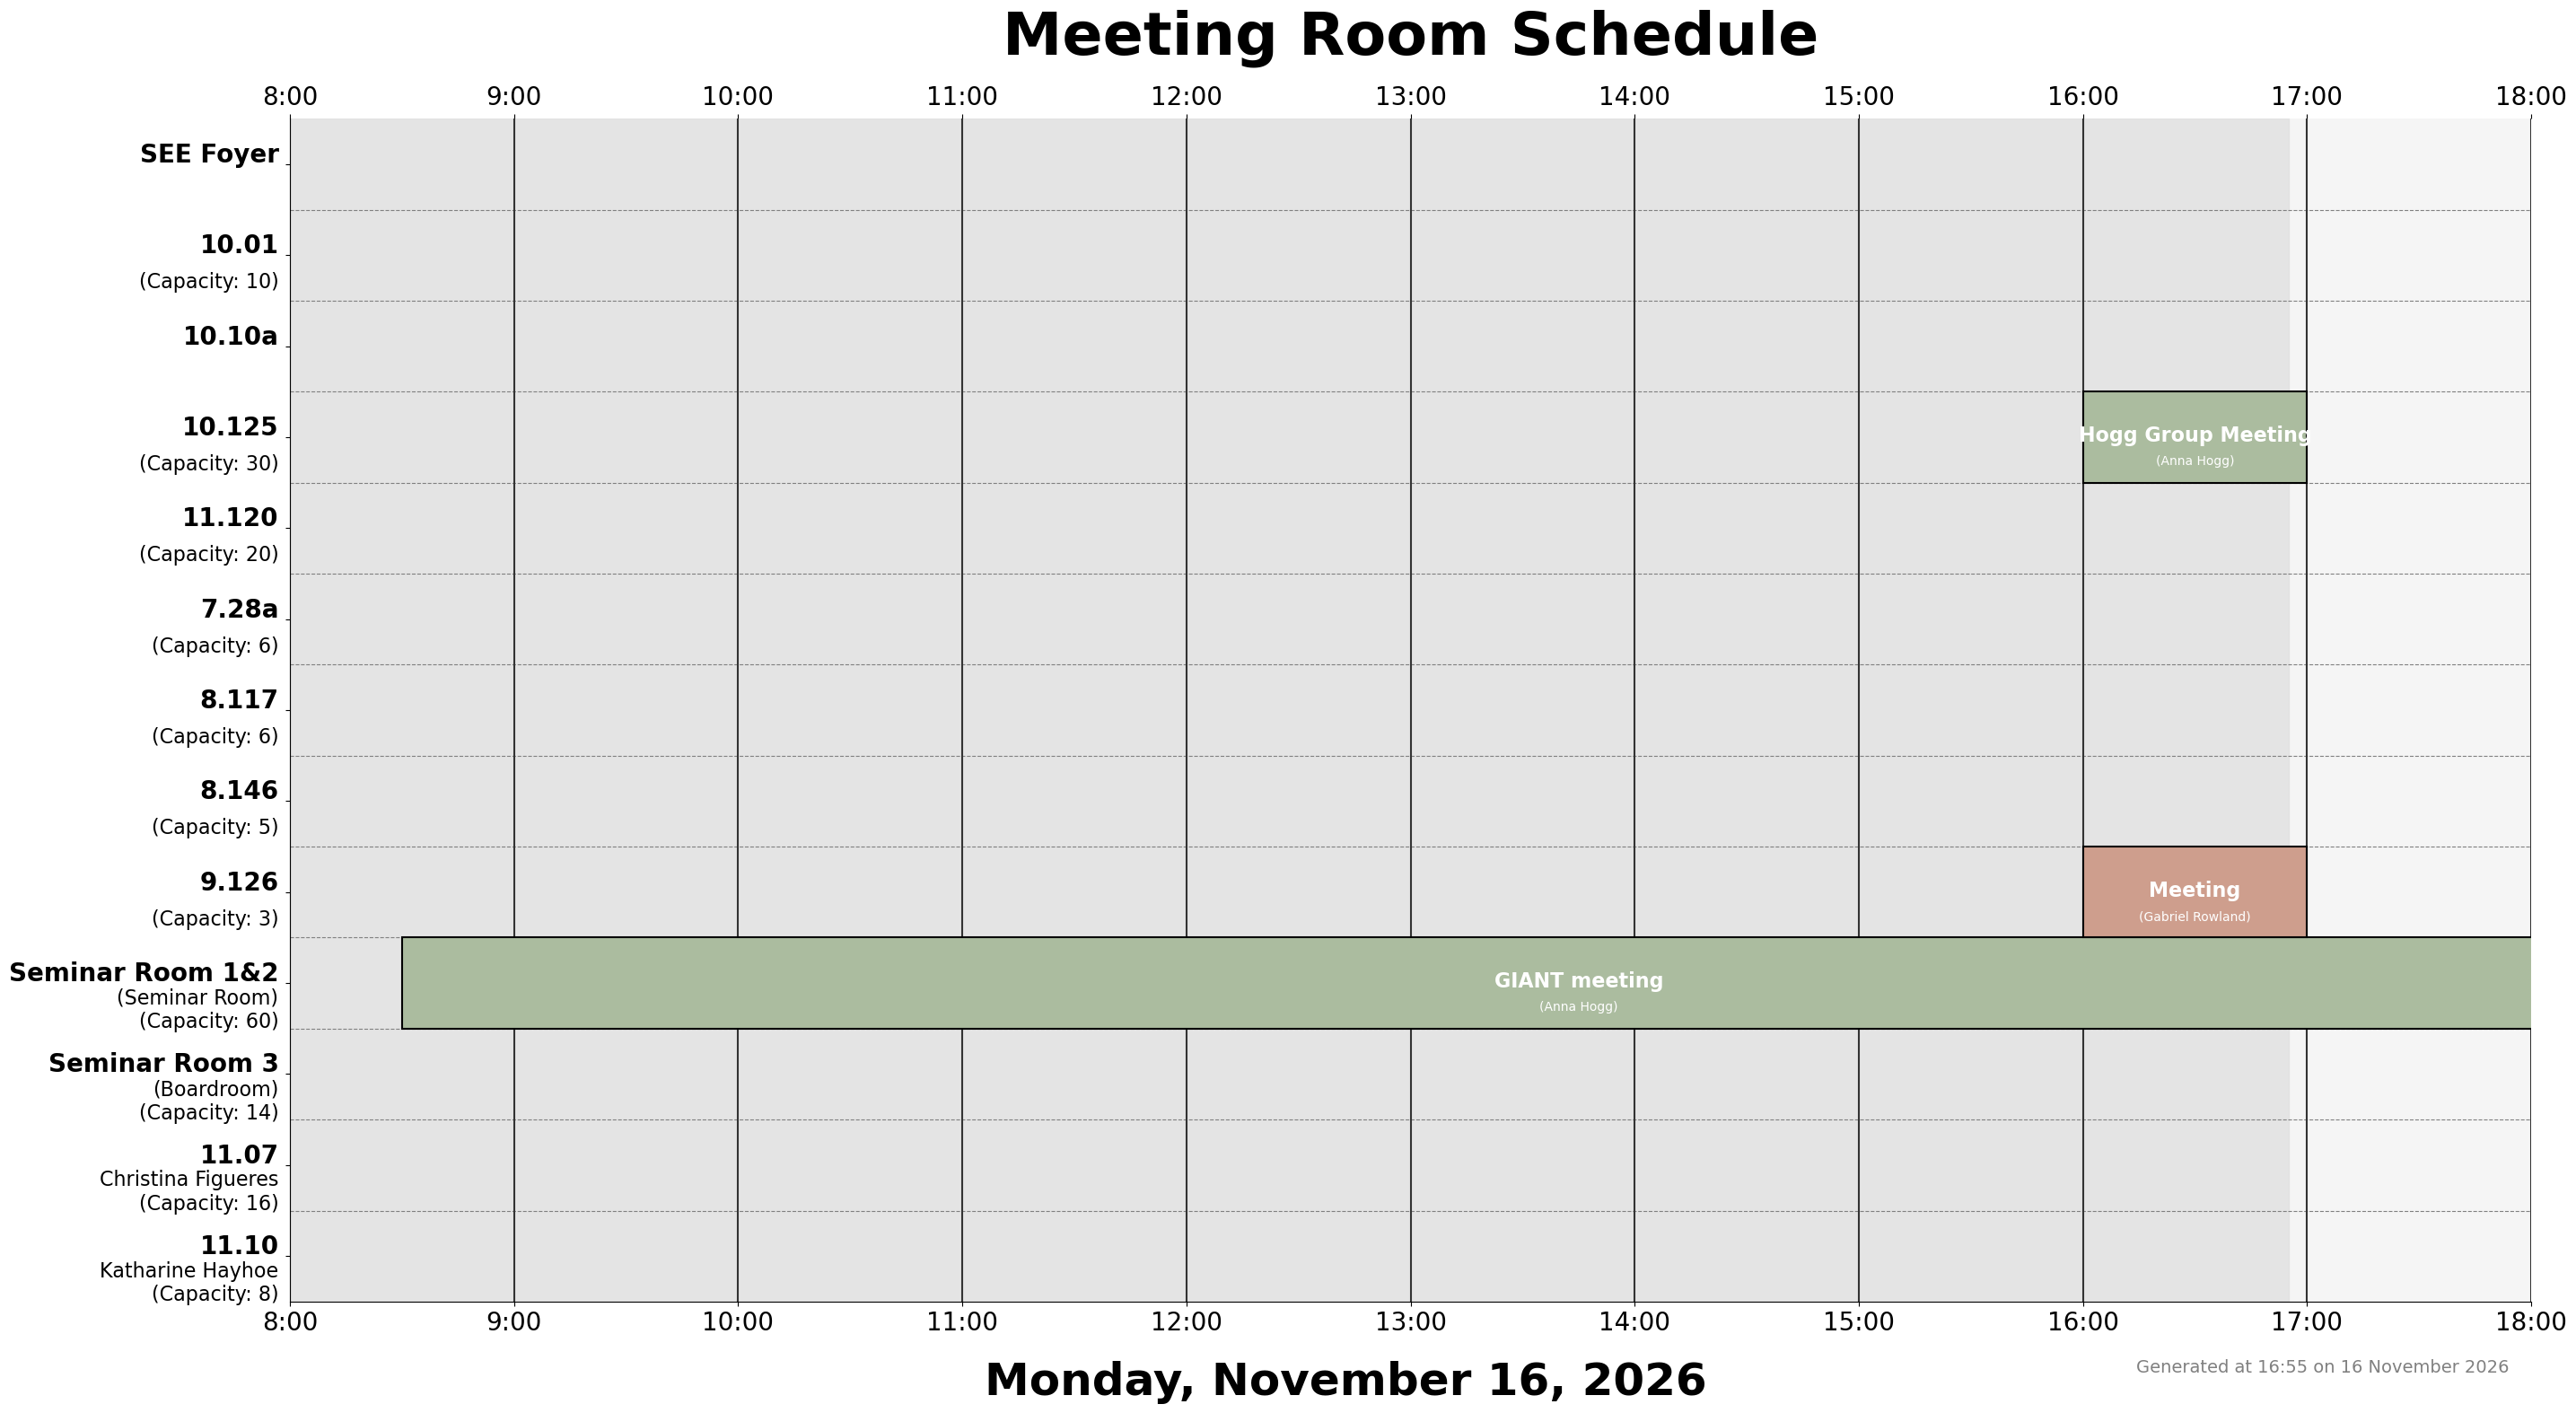 Meeting Room Schedule
8:00 9:00 10:00 11:00 12:00 13:00 14:00 15:00 16:00 17:00 18:00
SEE Foyer
10.01
(Capacity: 10)
10.10a
10.125
(Capacity: 30)
Hogg Group Meeting
(Anna Hogg)
11.120
(Capacity: 20)
7.28a
(Capacity: 6)
8.117
(Capacity: 6)
8.146
(Capacity: 5)
9.126
(Capacity: 3)
Meeting
(Gabriel Rowland)
Seminar Room 1&2
(Seminar Room)
(Capacity: 60)
GIANT meeting
(Anna Hogg)
Seminar Room 3
(Boardroom)
(Capacity: 14)
11.07
Christina Figueres
(Capacity: 16)
11.10
Katharine Hayhoe
(Capacity: 8)
8:00 9:00 10:00 11:00 12:00 13:00 14:00 15:00 16:00 17:00 18:00
Monday, November 16, 2026
Generated at 16:55 on 16 November 2026